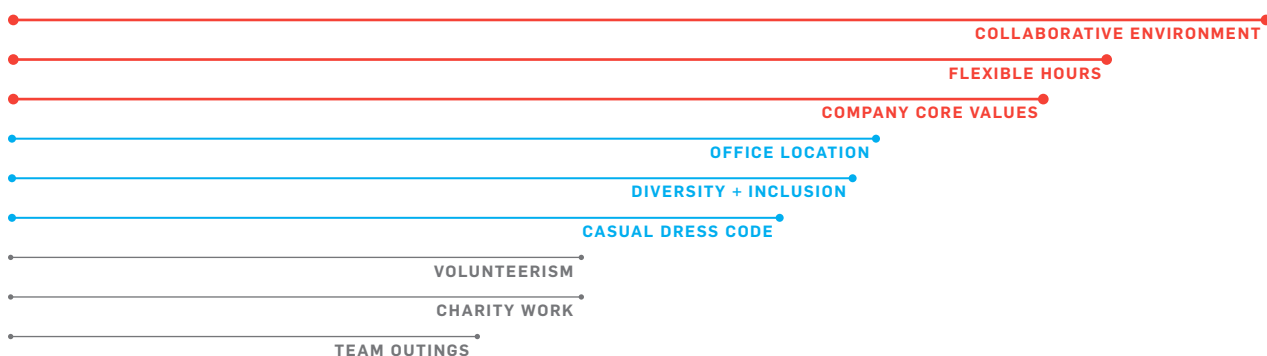 COLLABORATIVE ENVIRONMENT
FLEXIBLE HOURS
COMPANY CORE VALUES
OFFICE LOCATION
DIVERSITY + INCLUSION
CASUAL DRESS CODE
VOLUNTEERISM
CHARITY WORK
TEAM OUTINGS